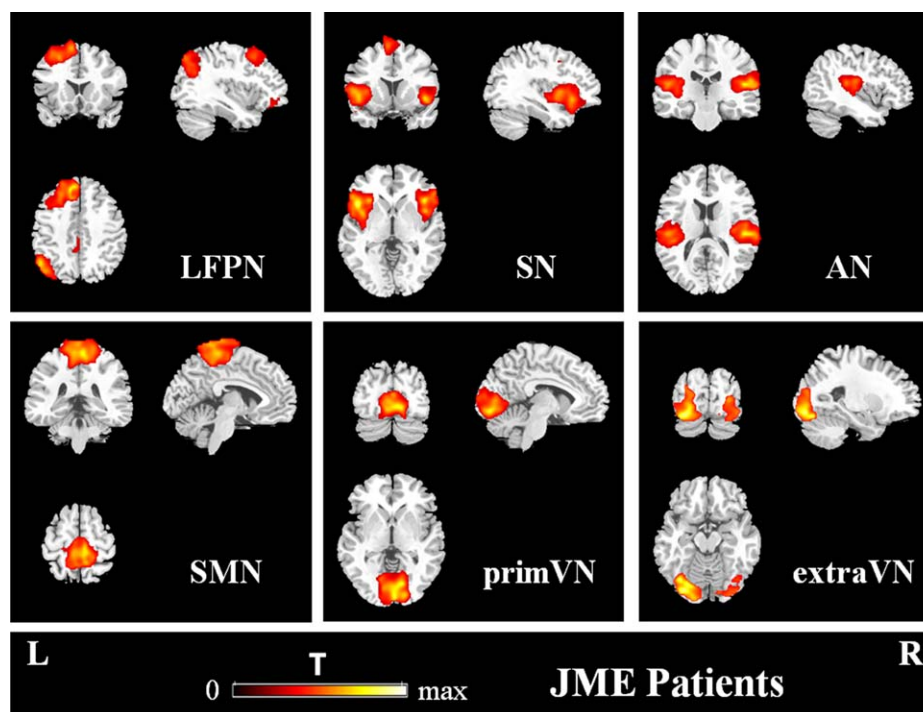 LFPN
SN
AN
SMN
primVN
extraVN
L
R
T
0
max
JME Patients